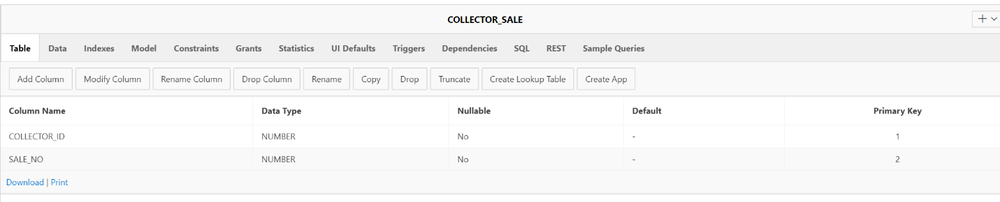 COLLECTOR_SALE
Table Data Indexes Model Constraints Grants Statistics UI Defaults Triggers Dependencies SQL REST Sample Queries
Add Column Modify Column Rename Column Drop Column Rename Copy Drop Truncate Create Lookup Table Create App
Column Name Data Type Nullable Default Primary Key
COLLECTOR_ID NUMBER No - 1
SALE_NO NUMBER No - 2
Download | Print